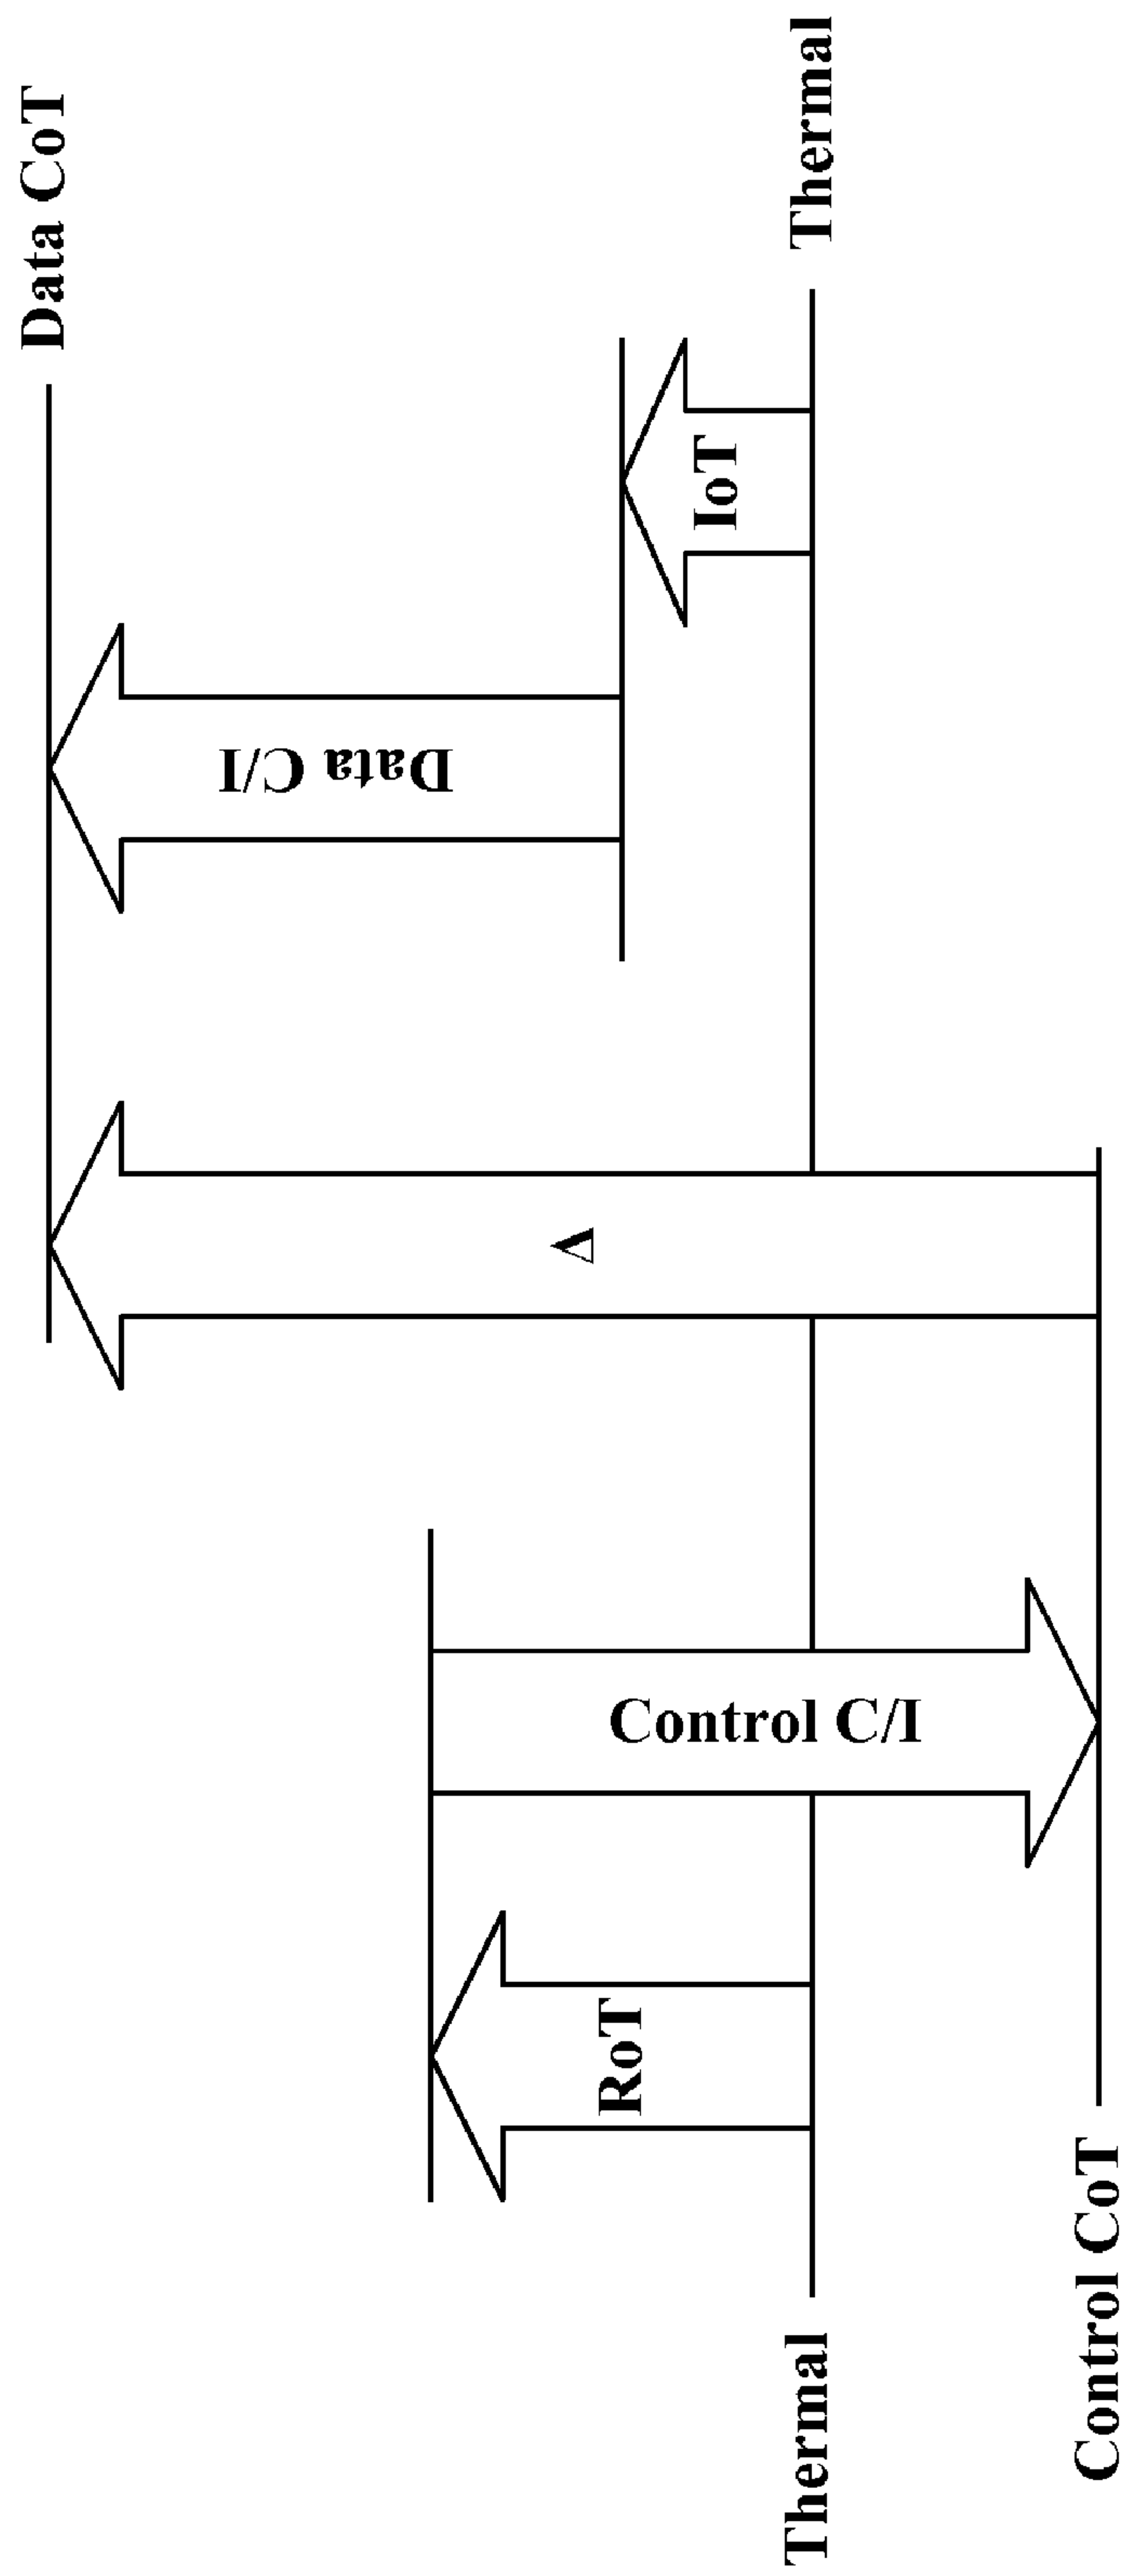 Data CoT
Thermal
IoT
Data C/I
Δ
Control C/I
RoT
Thermal
Control CoT